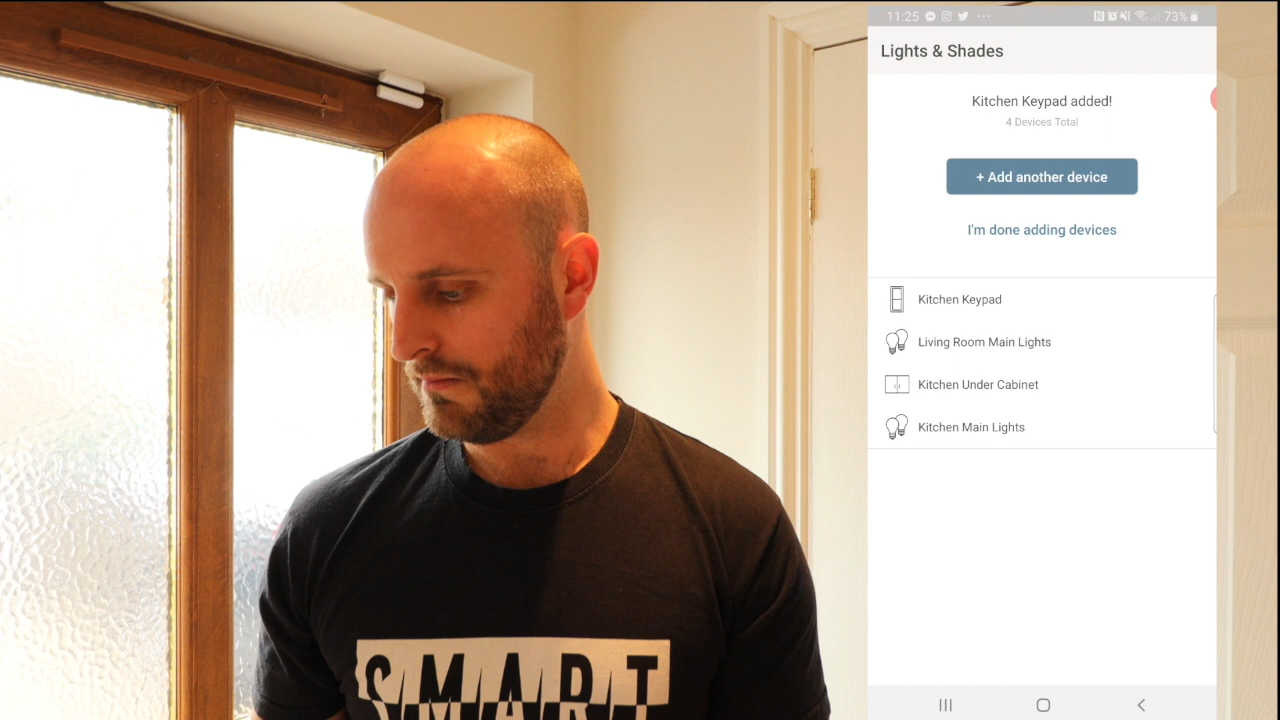 11:25
73%
Lights & Shades
Kitchen Keypad added!
4 Devices Total
+ Add another device
I'm done adding devices
Kitchen Keypad
Living Room Main Lights
Kitchen Under Cabinet
Kitchen Main Lights
SMART